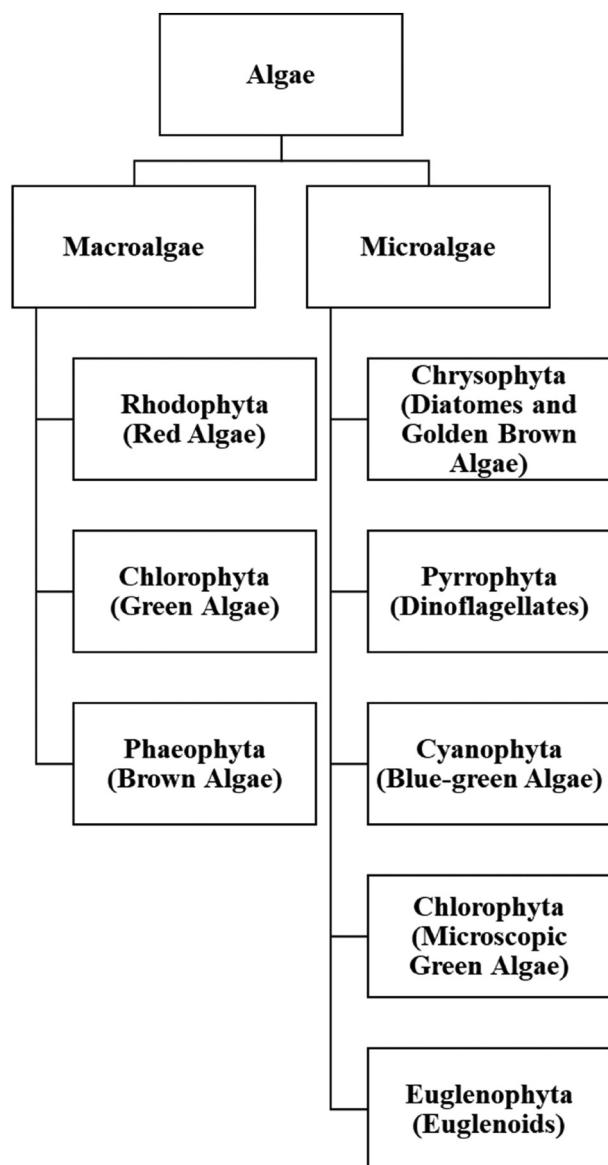 Algae
Macroalgae
Microalgae
Rhodophyta
(Red Algae)
Chlorophyta
(Green Algae)
Phaeophyta
(Brown Algae)
Chrysophyta
(Diatomes and
Golden Brown
Algae)
Pyrrophyta
(Dinoflagellates)
Cyanophyta
(Blue-green Algae)
Chlorophyta
(Microscopic
Green Algae)
Euglenophyta
(Euglenoids)